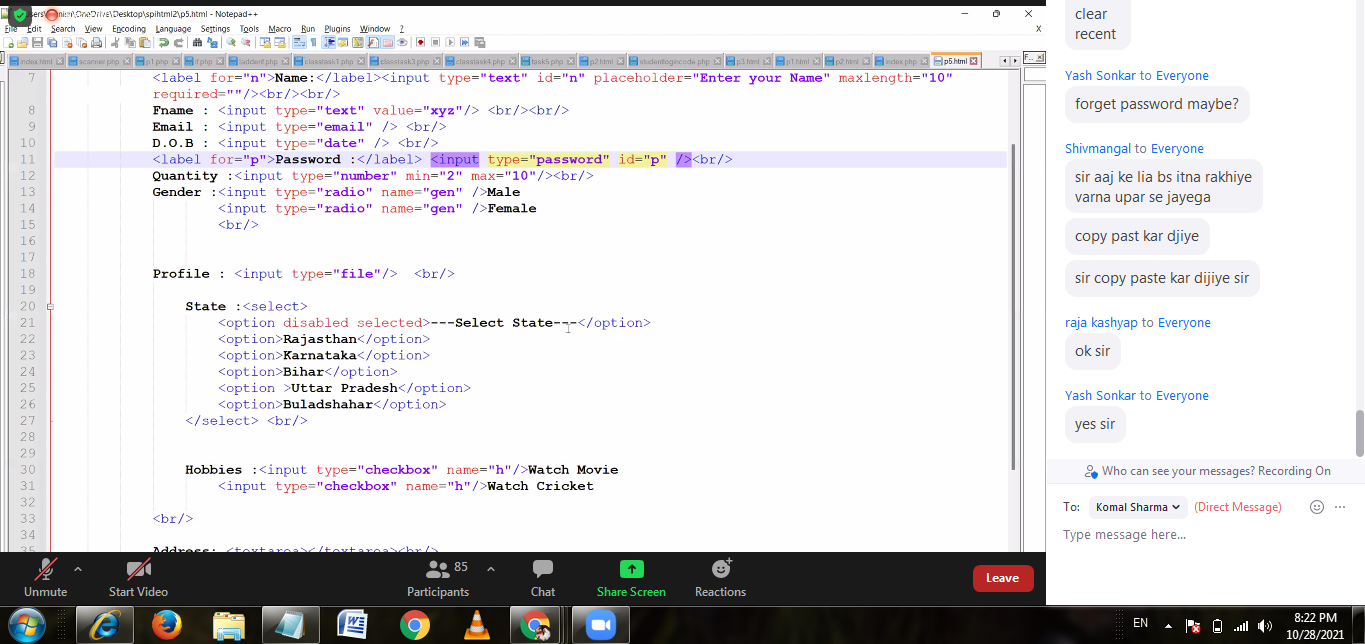 \OneDrive\Desktop\spihtml2\p5.html - Notepad++
File Edit Search View Encoding Language Settings Tools Macro Run Plugins Window ?
X
index.html scanner.php p1.php f.php ladderif.php classtask1.php classtask3.php classtask4.php task5.php p2.html studentlogincode.php p3.html p1.html p2.html index.php p5.html
7 <label for="n">Name:</label><input type="text" id="n" placeholder="Enter your Name" maxlength="10"
required=""/><br/><br/>
8 Fname : <input type="text" value="xyz"/> <br/><br/>
9 Email : <input type="email" /> <br/>
10 D.O.B : <input type="date" /> <br/>
11 <label for="p">Password :</label> <input type="password" id="p" /><br/>
12 Quantity :<input type="number" min="2" max="10"/><br/>
13 Gender :<input type="radio" name="gen" />Male
14 <input type="radio" name="gen" />Female
15 <br/>
16
17
18 Profile : <input type="file"/> <br/>
19
20 State :<select>
21 <option disabled selected>---Select State---</option>
22 <option>Rajasthan</option>
23 <option>Karnataka</option>
24 <option>Bihar</option>
25 <option >Uttar Pradesh</option>
26 <option>Buladshahar</option>
27 </select> <br/>
28
29
30 Hobbies :<input type="checkbox" name="h"/>Watch Movie
31 <input type="checkbox" name="h"/>Watch Cricket
32
33 <br/>
34
35 Address: <textarea></textarea><br/>
clear
recent
Yash Sonkar to Everyone
forget password maybe?
Shivmangal to Everyone
sir aaj ke lia bs itna rakhiye
varna upar se jayega
copy past kar djiye
sir copy paste kar dijiye sir
raja kashyap to Everyone
ok sir
Yash Sonkar to Everyone
yes sir
Who can see your messages? Recording On
To: Komal Sharma (Direct Message)
Type message here...
Unmute
Start Video
85
Participants
Chat
Share Screen
Reactions
Leave
EN
8:22 PM
10/28/2021